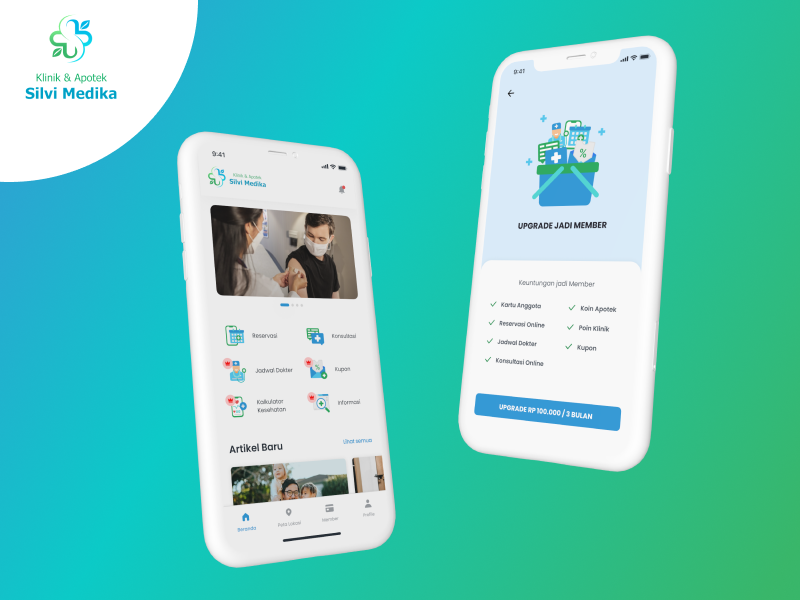 Klinik & Apotek
Silvi Medika
9:41
Klinik & Apotek
Silvi Medika
Reservasi
Konsultasi
Jadwal Dokter
Kupon
Kalkulator
Kesehatan
Informasi
Artikel Baru
Lihat semua
Beranda
Peta Lokasi
Member
Profile
9:41
%
UPGRADE JADI MEMBER
Keuntungan jadi Member
Kartu Anggota
Koin Apotek
Reservasi Online
Poin Klinik
Jadwal Dokter
Kupon
Konsultasi Online
UPGRADE RP 100.000 / 3 BULAN